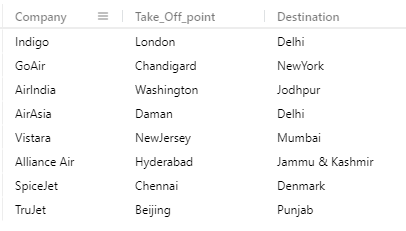 Company Take_Off_point Destination
Indigo London Delhi
GoAir Chandigard NewYork
AirIndia Washington Jodhpur
AirAsia Daman Delhi
Vistara NewJersey Mumbai
Alliance Air Hyderabad Jammu & Kashmir
SpiceJet Chennai Denmark
TruJet Beijing Punjab